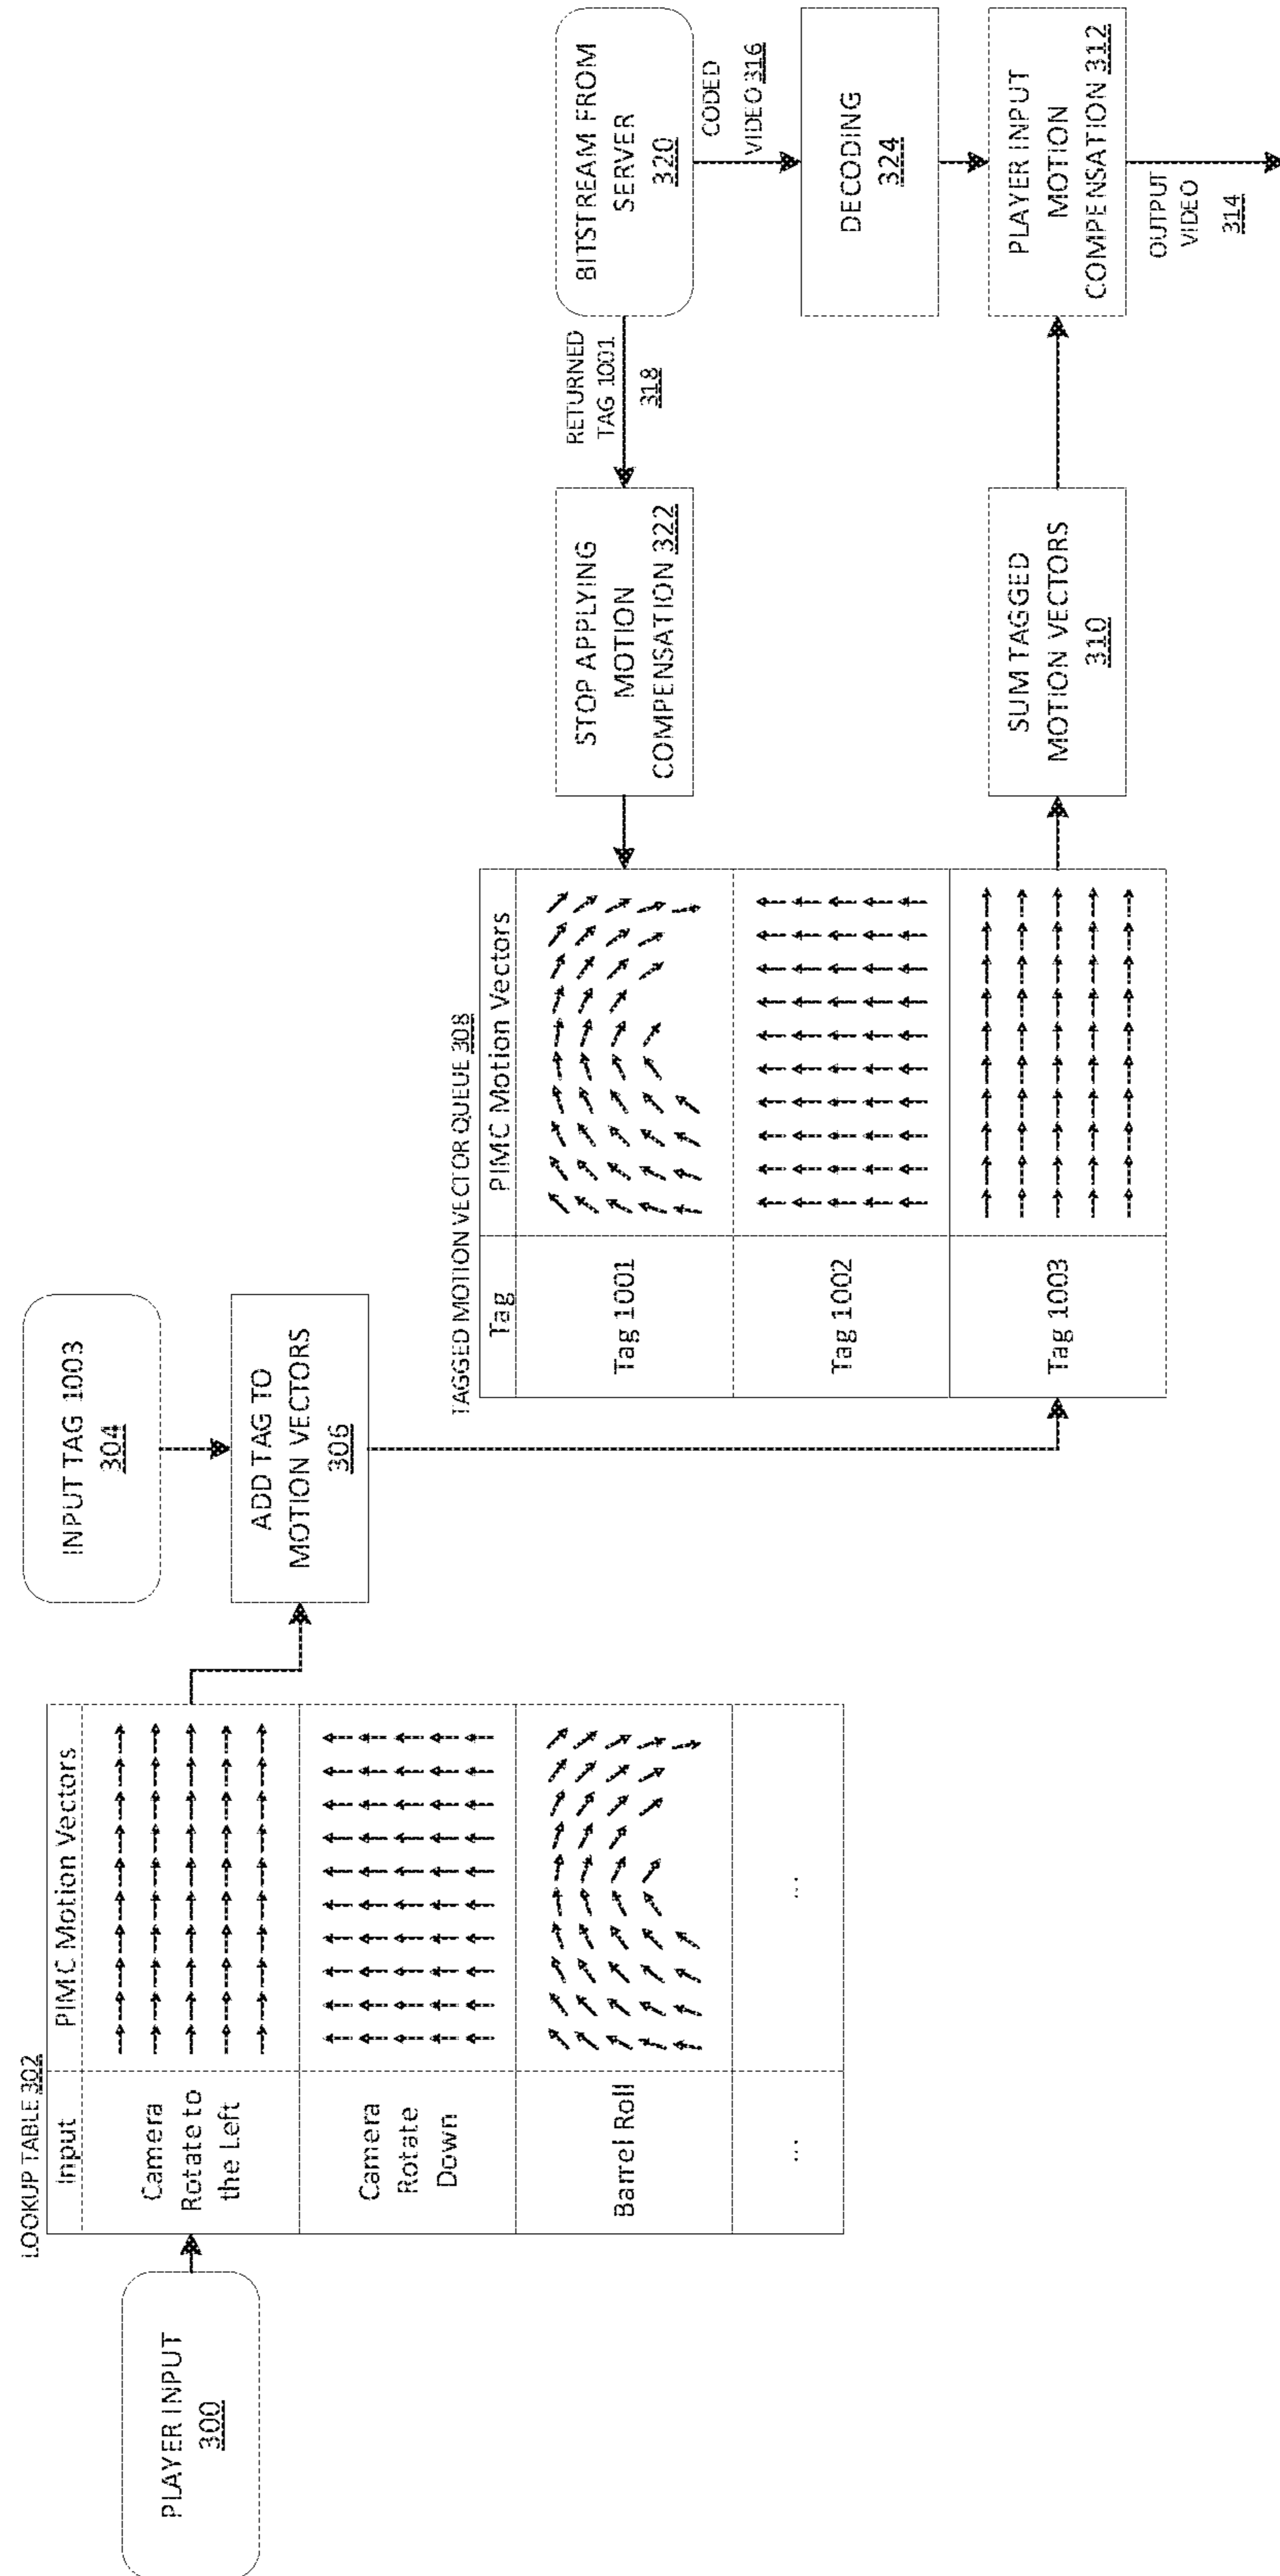 PLAYER INPUT
300
LOOKUP TABLE 302
Input
PIMC Motion Vectors
Camera
Rotate to
the Left
Camera
Rotate
Down
Barrel Roll
...
...
INPUT TAG 1003
304
ADD TAG TO
MOTION VECTORS
306
TAGGED MOTION VECTOR QUEUE 308
Tag
PIMC Motion Vectors
Tag 1001
Tag 1002
Tag 1003
STOP APPLYING
MOTION
COMPENSATION 322
SUM TAGGED
MOTION VECTORS
310
RETURNED
TAG 1001
318
BITSTREAM FROM
SERVER
320
CODED
VIDEO 316
DECODING
324
PLAYER INPUT
MOTION
COMPENSATION 312
OUTPUT
VIDEO
314